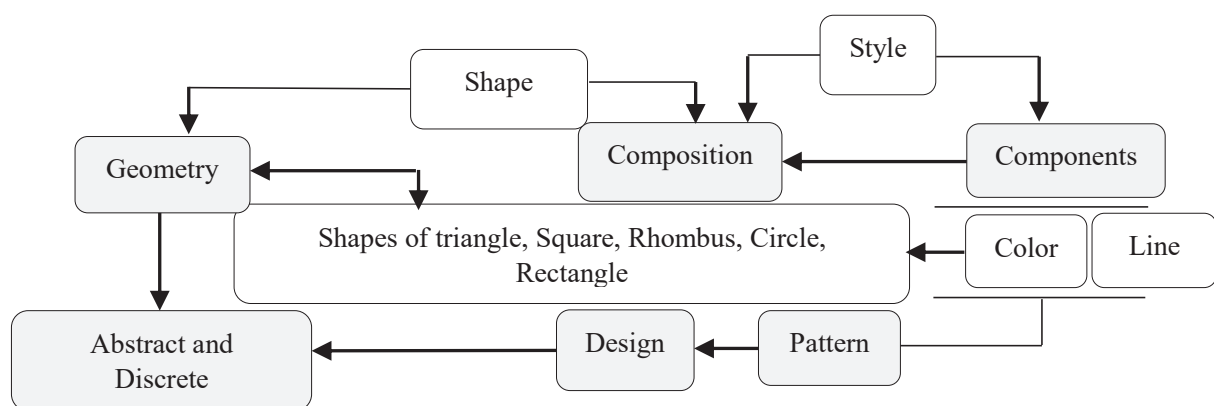 Style
Shape
Composition
Components
Geometry
Shapes of triangle, Square, Rhombus, Circle,
Rectangle
Color
Line
Abstract and
Discrete
Design
Pattern